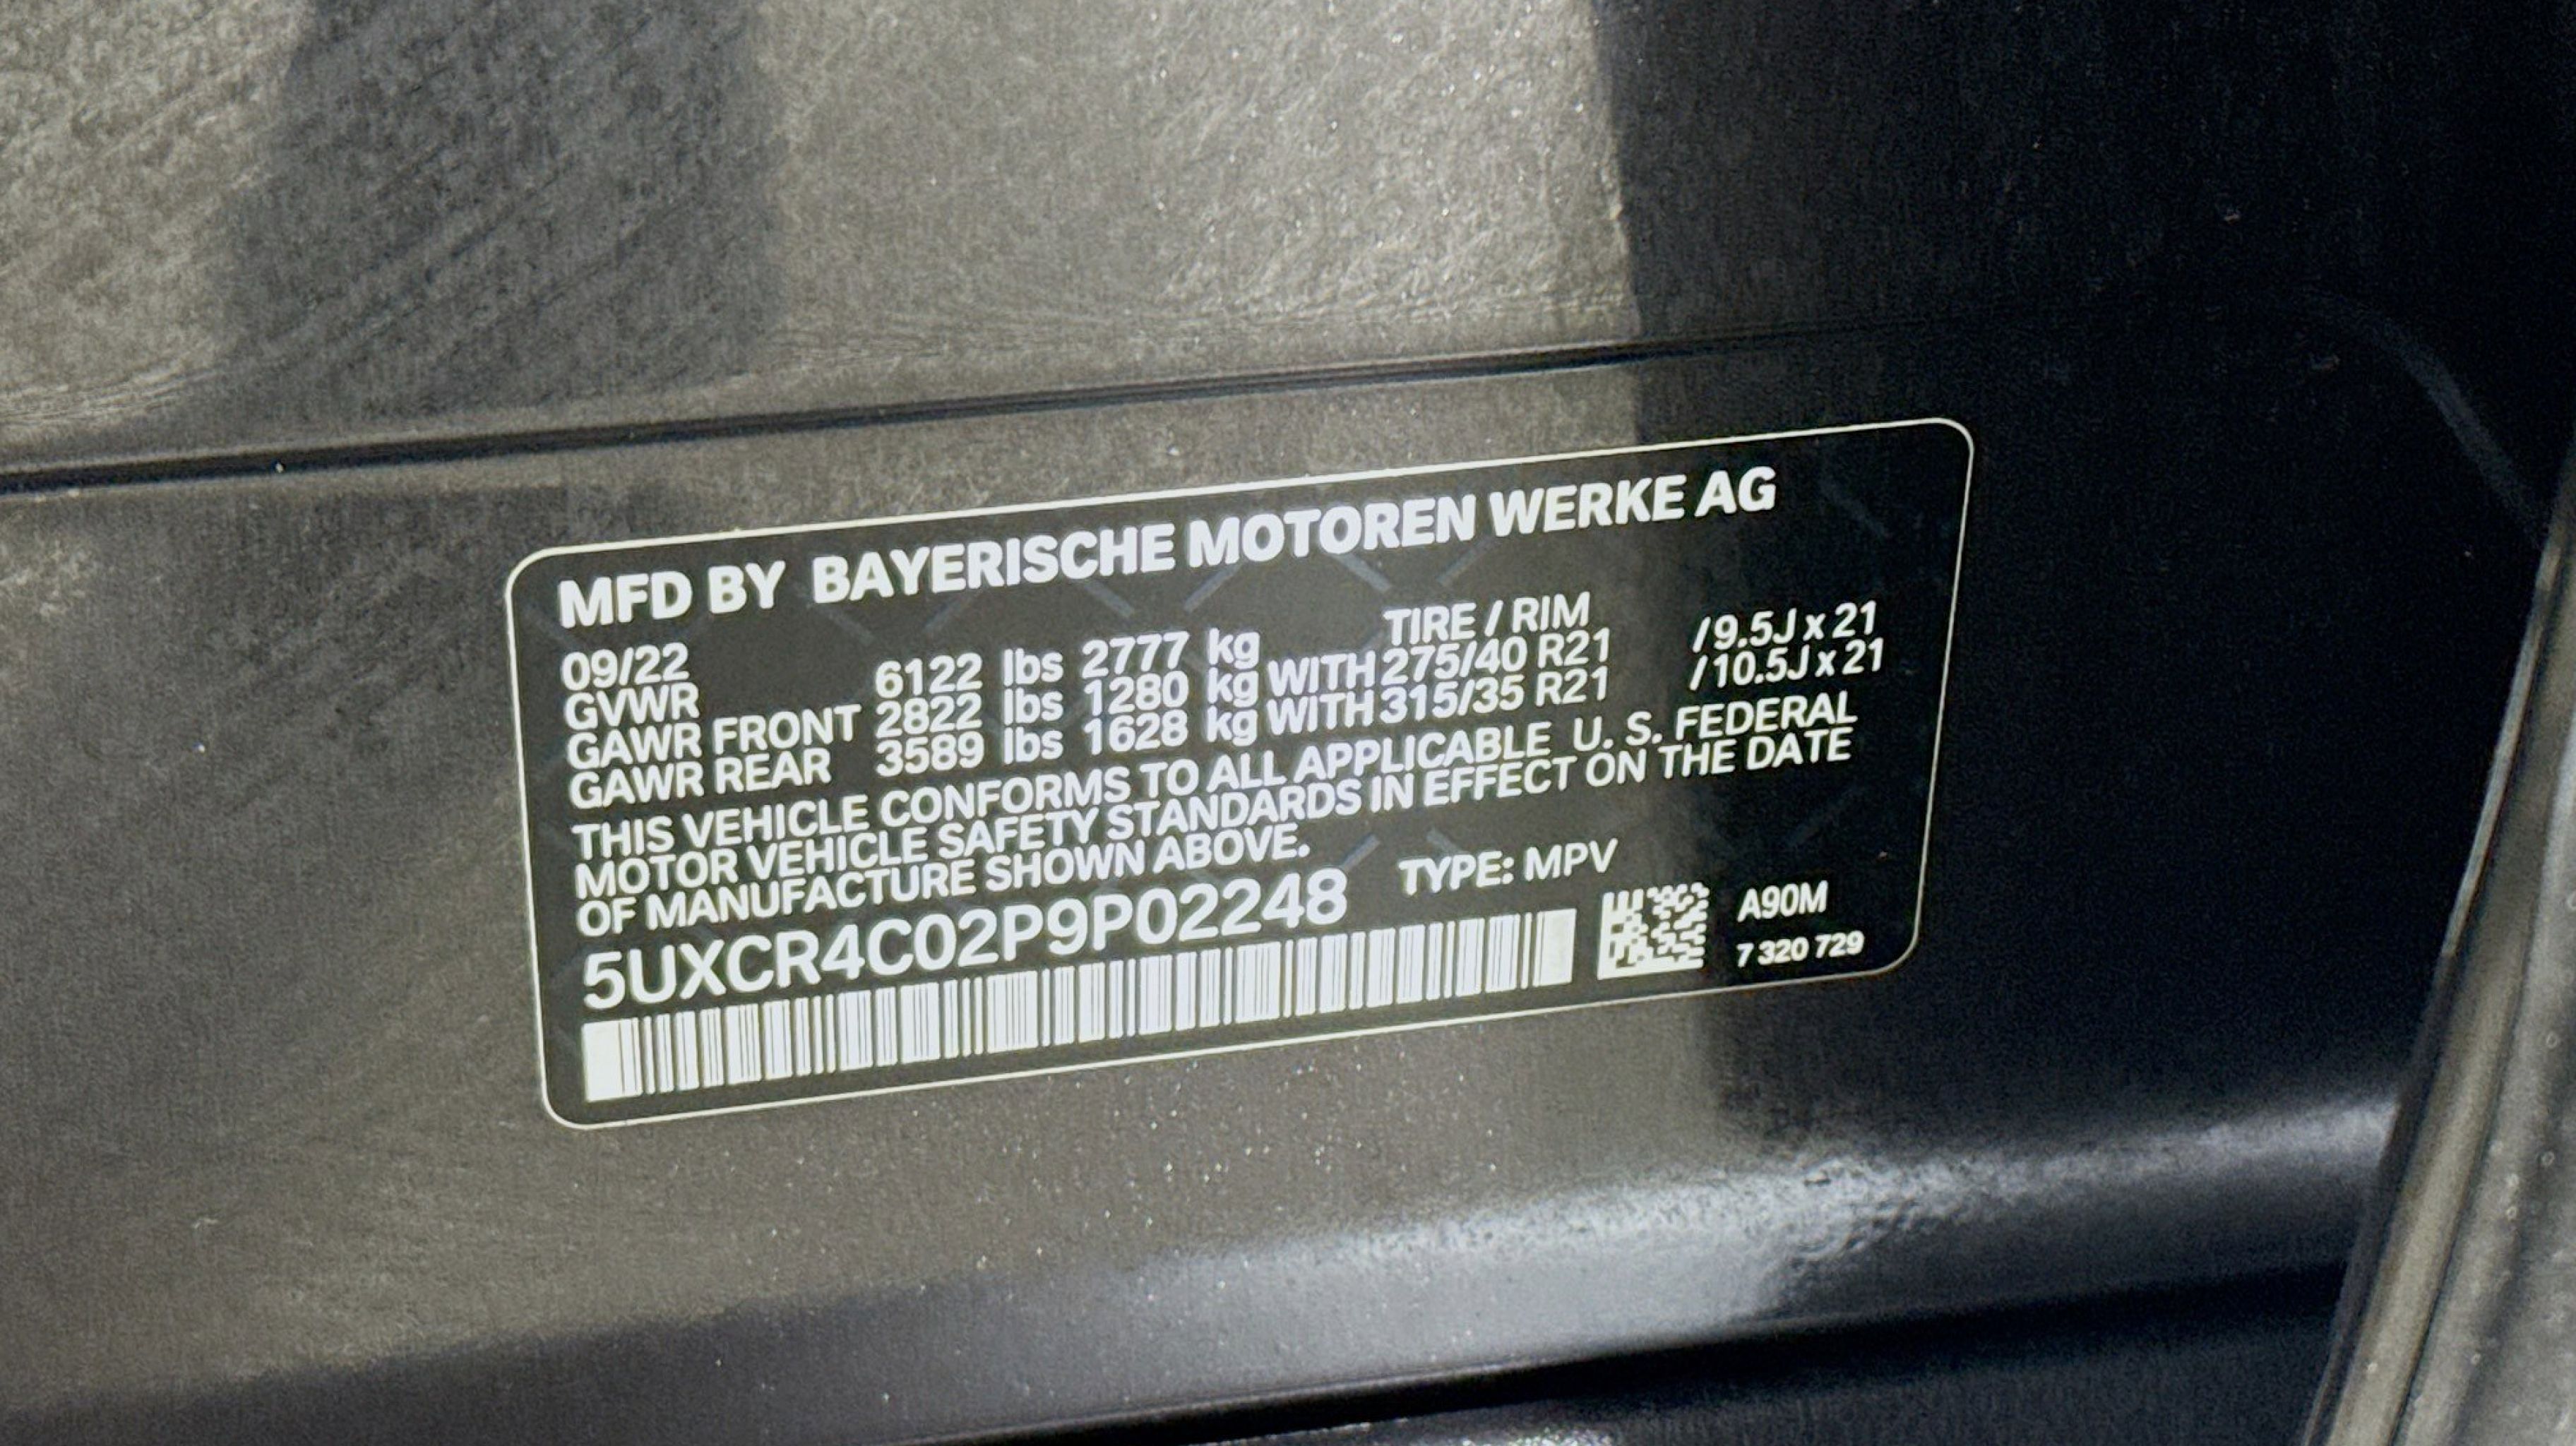 MFD BY BAYERISCHE MOTOREN WERKE AG
09/22 TIRE / RIM
GVWR 6122 lbs 2777 kg
GAWR FRONT 2822 lbs 1280 kg WITH 275/40 R21 /9.5J x 21
GAWR REAR 3589 lbs 1628 kg WITH 315/35 R21 /10.5J x 21
THIS VEHICLE CONFORMS TO ALL APPLICABLE U. S. FEDERAL
MOTOR VEHICLE SAFETY STANDARDS IN EFFECT ON THE DATE
OF MANUFACTURE SHOWN ABOVE.
5UXCR4C02P9P02248 TYPE: MPV
A90M
7 320 729